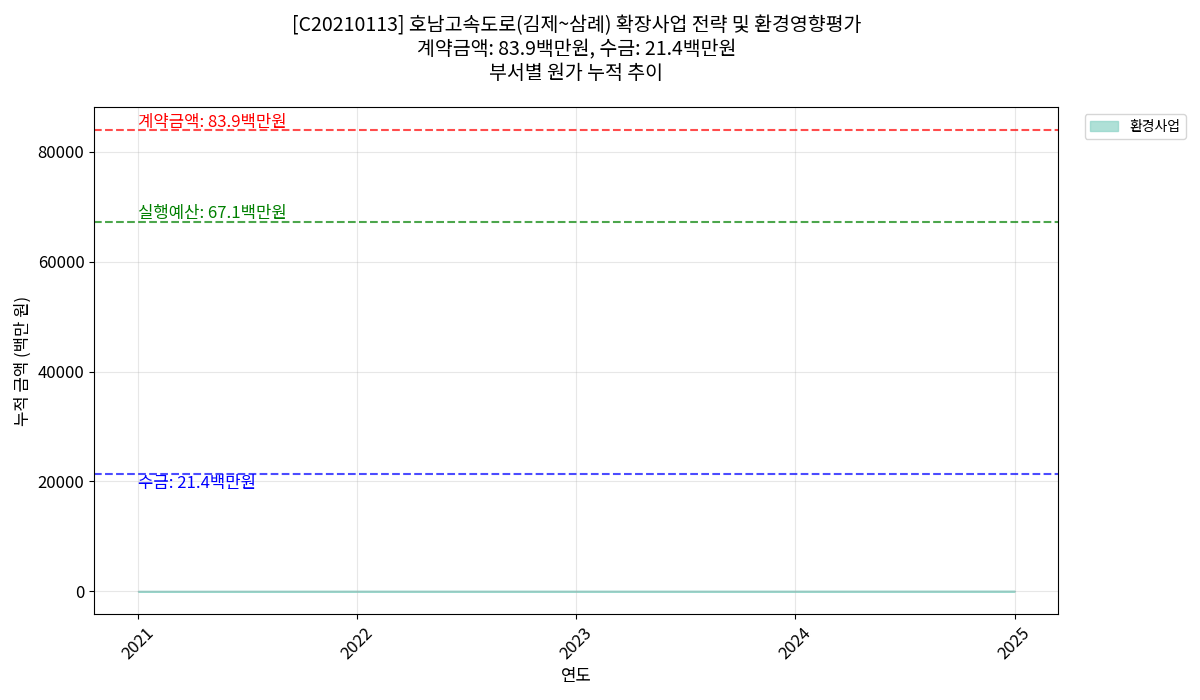 [C20210113] 호남고속도로(김제~삼례) 확장사업 전략 및 환경영향평가
계약금액: 83.9백만원, 수금: 21.4백만원
부서별 원가 누적 추이
계약금액: 83.9백만원
환경사업
80000
실행예산: 67.1백만원
60000
누적 금액 (백만 원)
40000
20000
수금: 21.4백만원
0
2021
2022
2023
2024
2025
연도